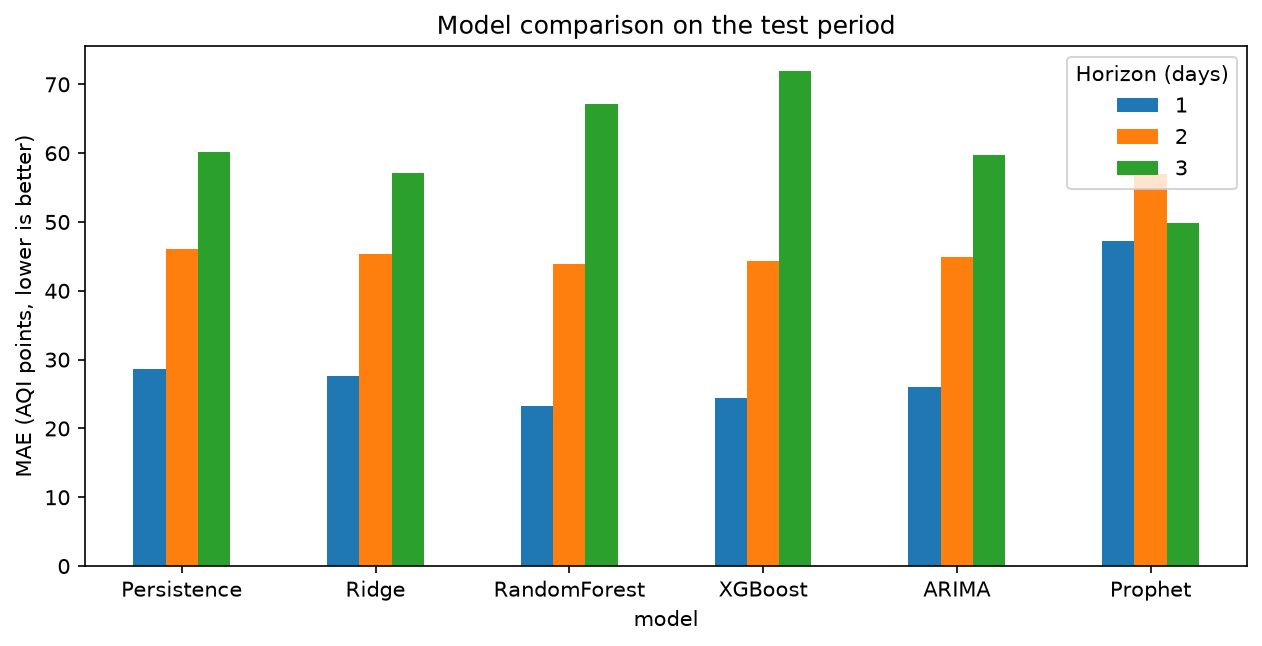 Model comparison on the test period
Horizon (days)
1
2
3
MAE (AQI points, lower is better)
70
60
50
40
30
20
10
0
Persistence Ridge RandomForest XGBoost ARIMA Prophet
model